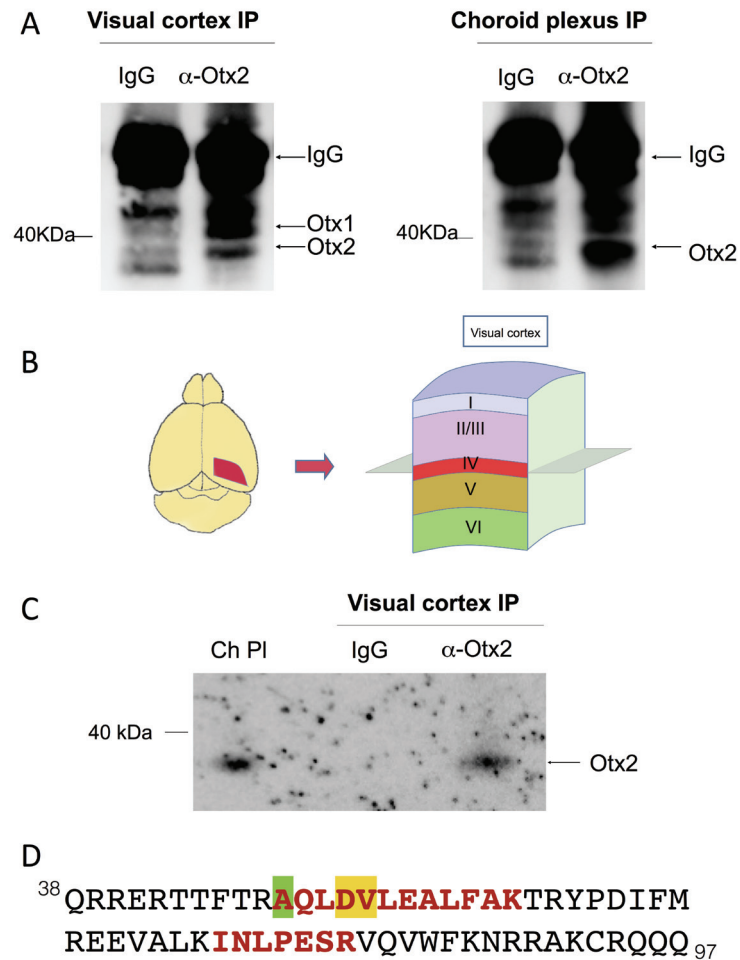 A
Visual cortex IP
Choroid plexus IP
IgG α-Otx2
IgG α-Otx2
IgG
Otx1
40KDa
Otx2
IgG
40KDa
Otx2
B
Visual cortex
I
II/III
IV
V
VI
C
Visual cortex IP
Ch Pl IgG α-Otx2
40 kDa
Otx2
D
38 QRRERTTFTRAQLDVLEALFAKTRYPDIFM
REEVALKINLPESRVQVWFKNRRAKCRQQQ 97